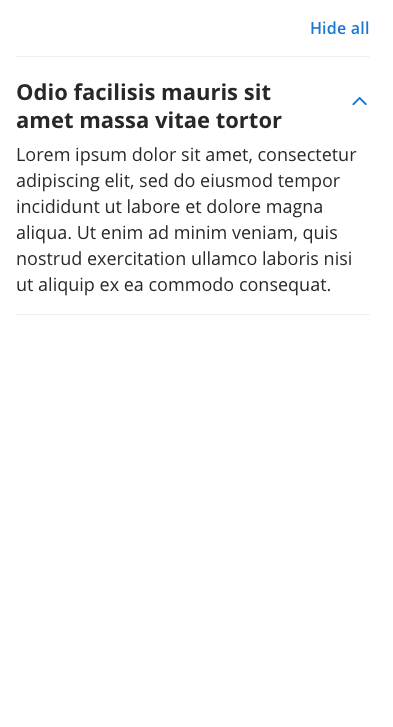 Hide all
Odio facilisis mauris sit
amet massa vitae tortor
Lorem ipsum dolor sit amet, consectetur
adipiscing elit, sed do eiusmod tempor
incididunt ut labore et dolore magna
aliqua. Ut enim ad minim veniam, quis
nostrud exercitation ullamco laboris nisi
ut aliquip ex ea commodo consequat.